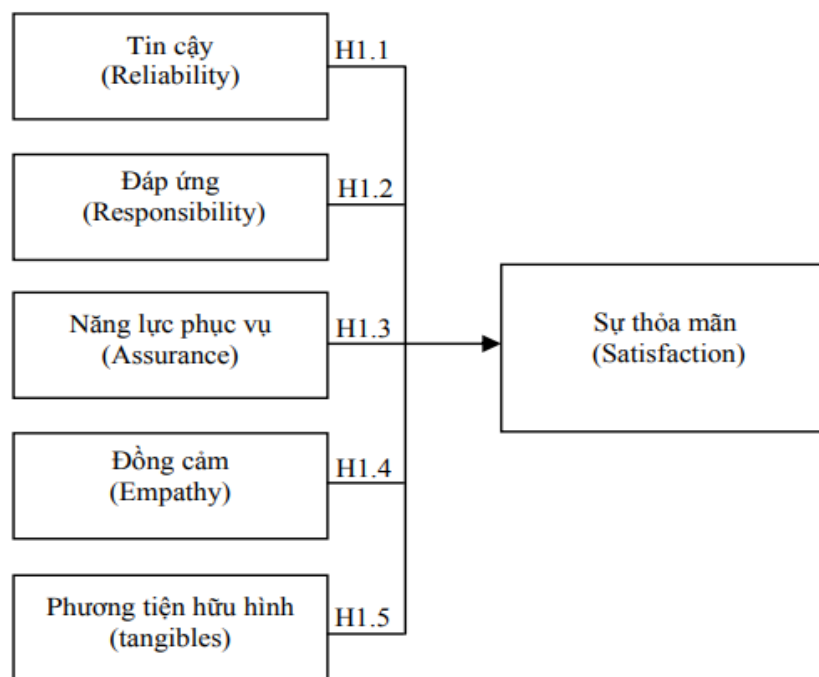 Tin cậy
(Reliability)
H1.1
Đáp ứng
(Responsibility)
H1.2
Năng lực phục vụ
(Assurance)
H1.3
Đồng cảm
(Empathy)
H1.4
Phương tiện hữu hình
(tangibles)
H1.5
Sự thỏa mãn
(Satisfaction)